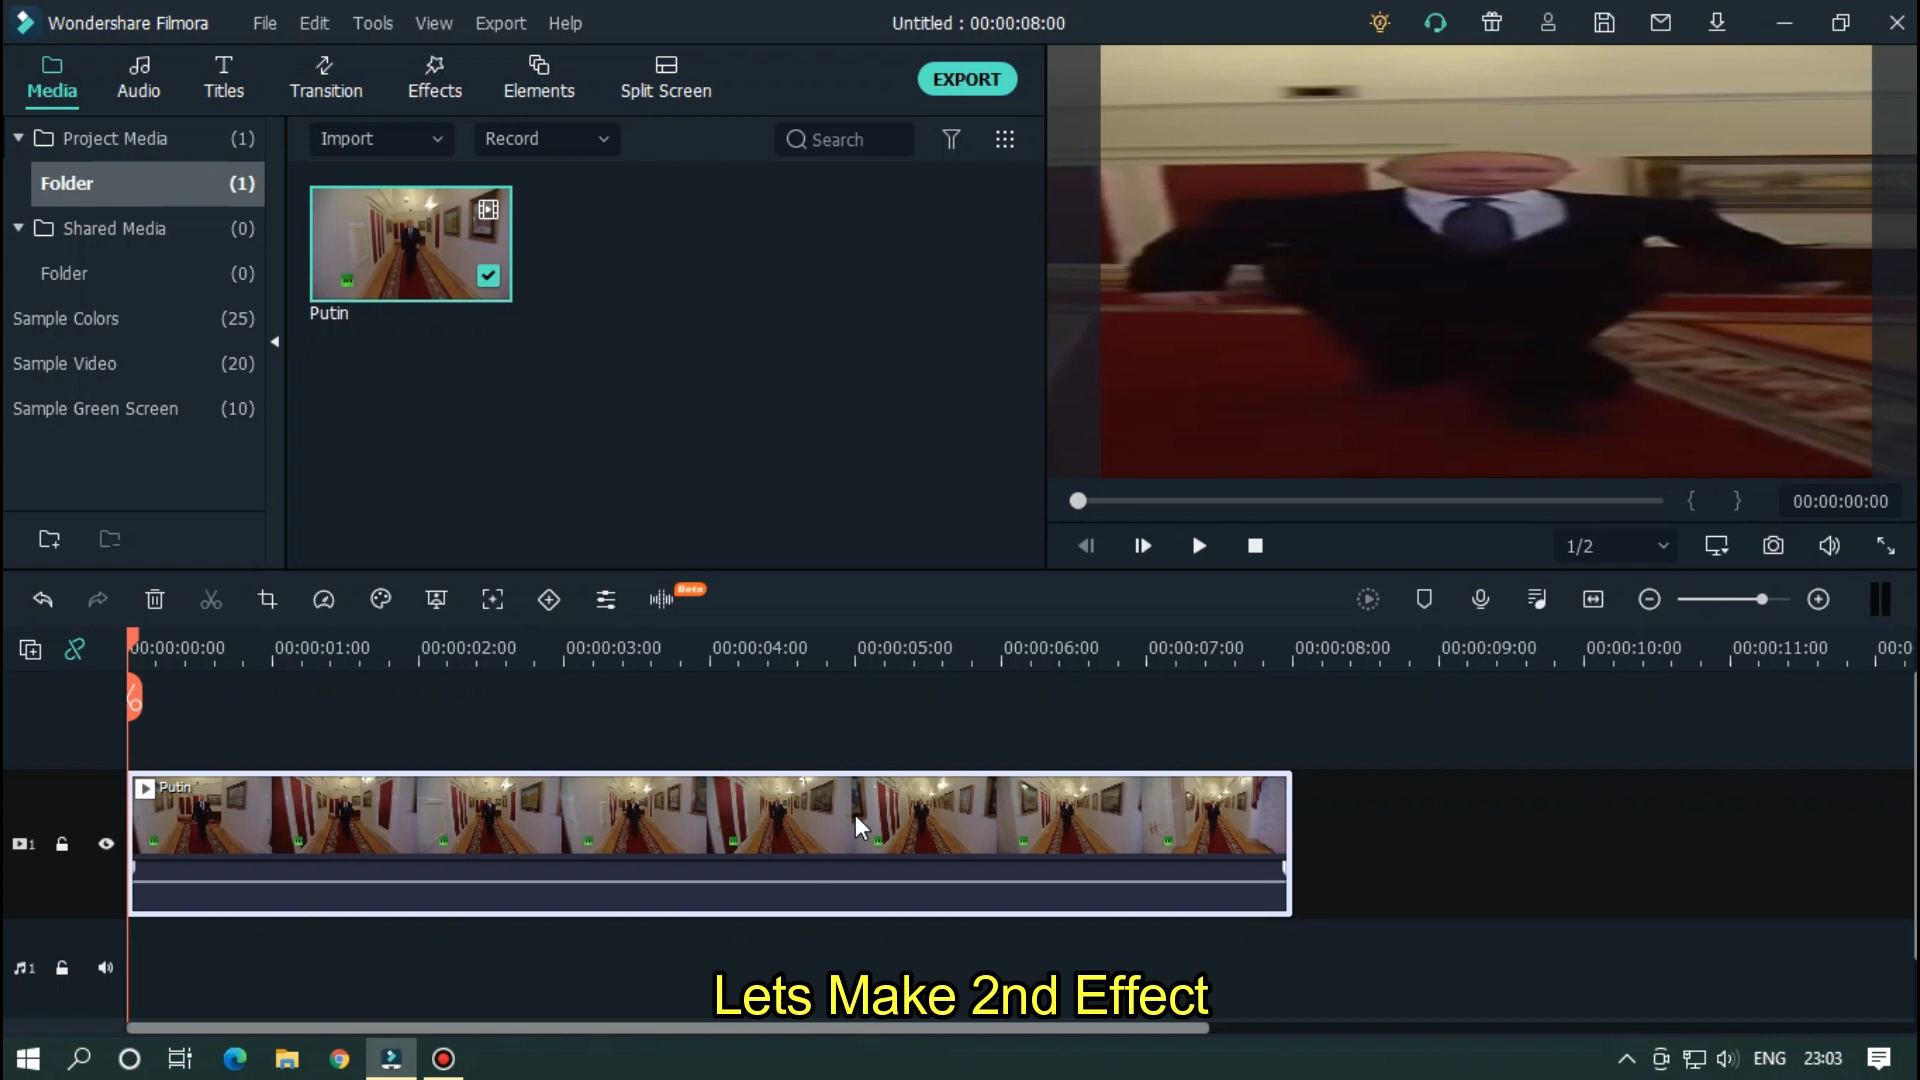 Wondershare Filmora File Edit Tools View Export Help Untitled : 00:00:08:00
Media Audio Titles Transition Effects Elements Split Screen EXPORT
Project Media (1) Import Record Search
Folder (1)
Shared Media (0)
Folder (0)
Sample Colors (25) Putin
Sample Video (20)
Sample Green Screen (10)
{ } 00:00:00:00
1/2
Beta
00:00:00:00 00:00:01:00 00:00:02:00 00:00:03:00 00:00:04:00 00:00:05:00 00:00:06:00 00:00:07:00 00:00:08:00 00:00:09:00 00:00:10:00 00:00:11:00 00:0
Putin
1
1
Lets Make 2nd Effect
ENG 23:03